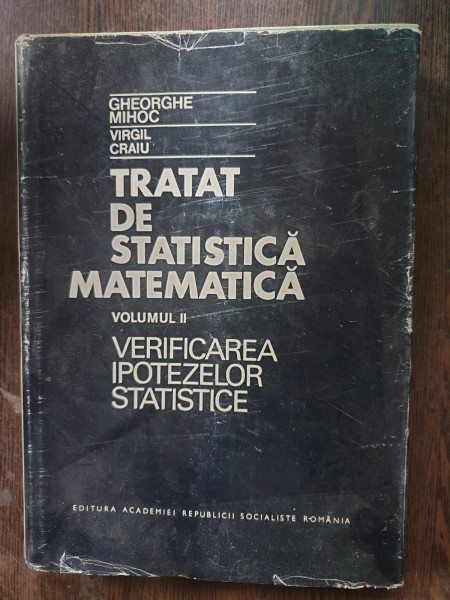 GHEORGHE
MIHOC
VIRGIL
CRAIU
TRATAT
DE
STATISTICĂ
MATEMATICĂ
VOLUMUL II
VERIFICAREA
IPOTEZELOR
STATISTICE
EDITURA ACADEMIEI REPUBLICII SOCIALISTE ROMÂNIA